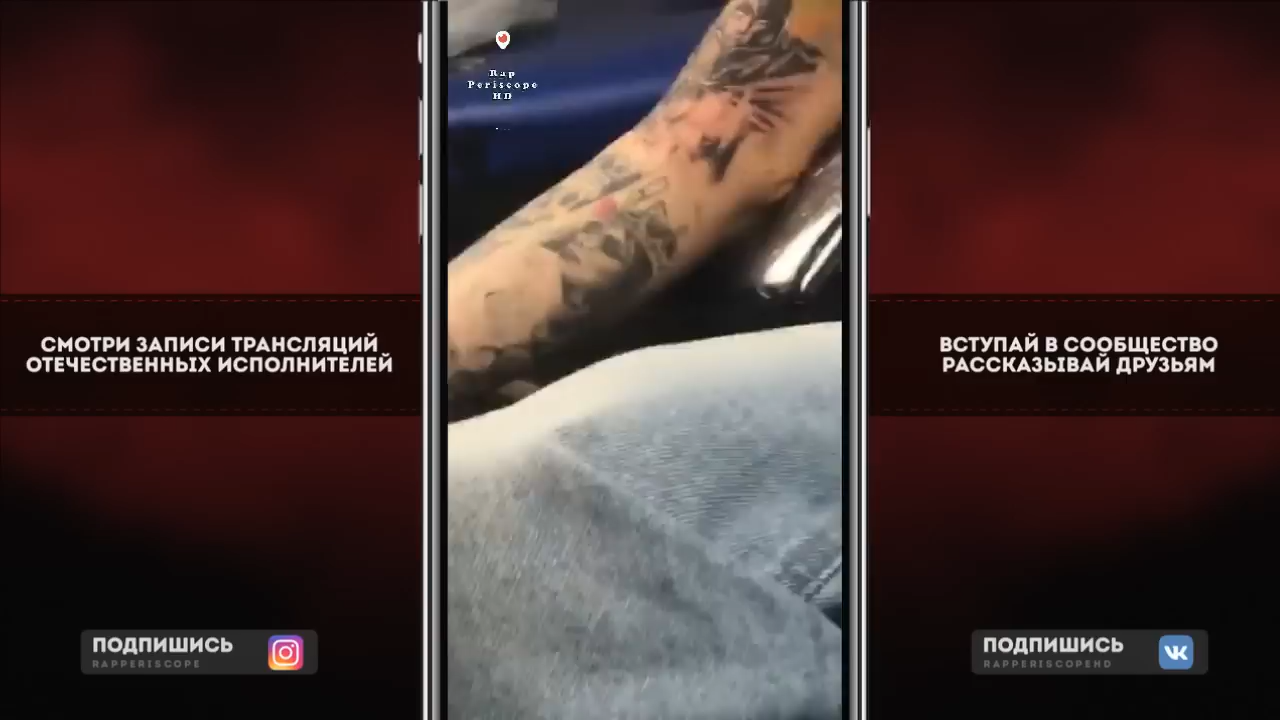 Rap
Periscope
HD
СМОТРИ ЗАПИСИ ТРАНСЛЯЦИЙ
ОТЕЧЕСТВЕННЫХ ИСПОЛНИТЕЛЕЙ
ВСТУПАЙ В СООБЩЕСТВО
РАССКАЗЫВАЙ ДРУЗЬЯМ
ПОДПИШИСЬ
RAPPERISCOPE
ПОДПИШИСЬ
RAPPERISCOPEHD